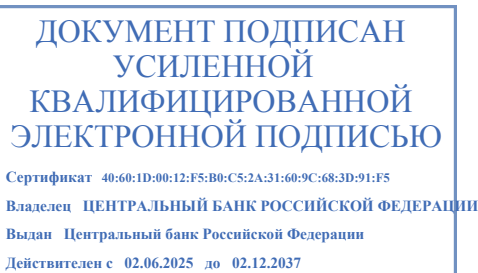 ДОКУМЕНТ ПОДПИСАН
УСИЛЕННОЙ
КВАЛИФИЦИРОВАННОЙ
ЭЛЕКТРОННОЙ ПОДПИСЬЮ
Сертификат 40:60:1D:00:12:F5:B0:C5:2A:31:60:9C:68:3D:91:F5
Владелец ЦЕНТРАЛЬНЫЙ БАНК РОССИЙСКОЙ ФЕДЕРАЦИИ
Выдан Центральный банк Российской Федерации
Действителен с 02.06.2025 до 02.12.2037